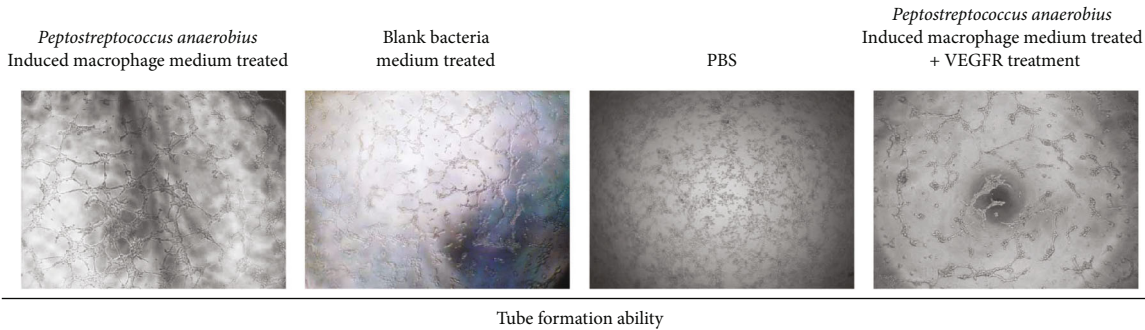 Peptostreptococcus anaerobius
Induced macrophage medium treated
Blank bacteria
medium treated
PBS
Peptostreptococcus anaerobius
Induced macrophage medium treated
+ VEGFR treatment
Tube formation ability